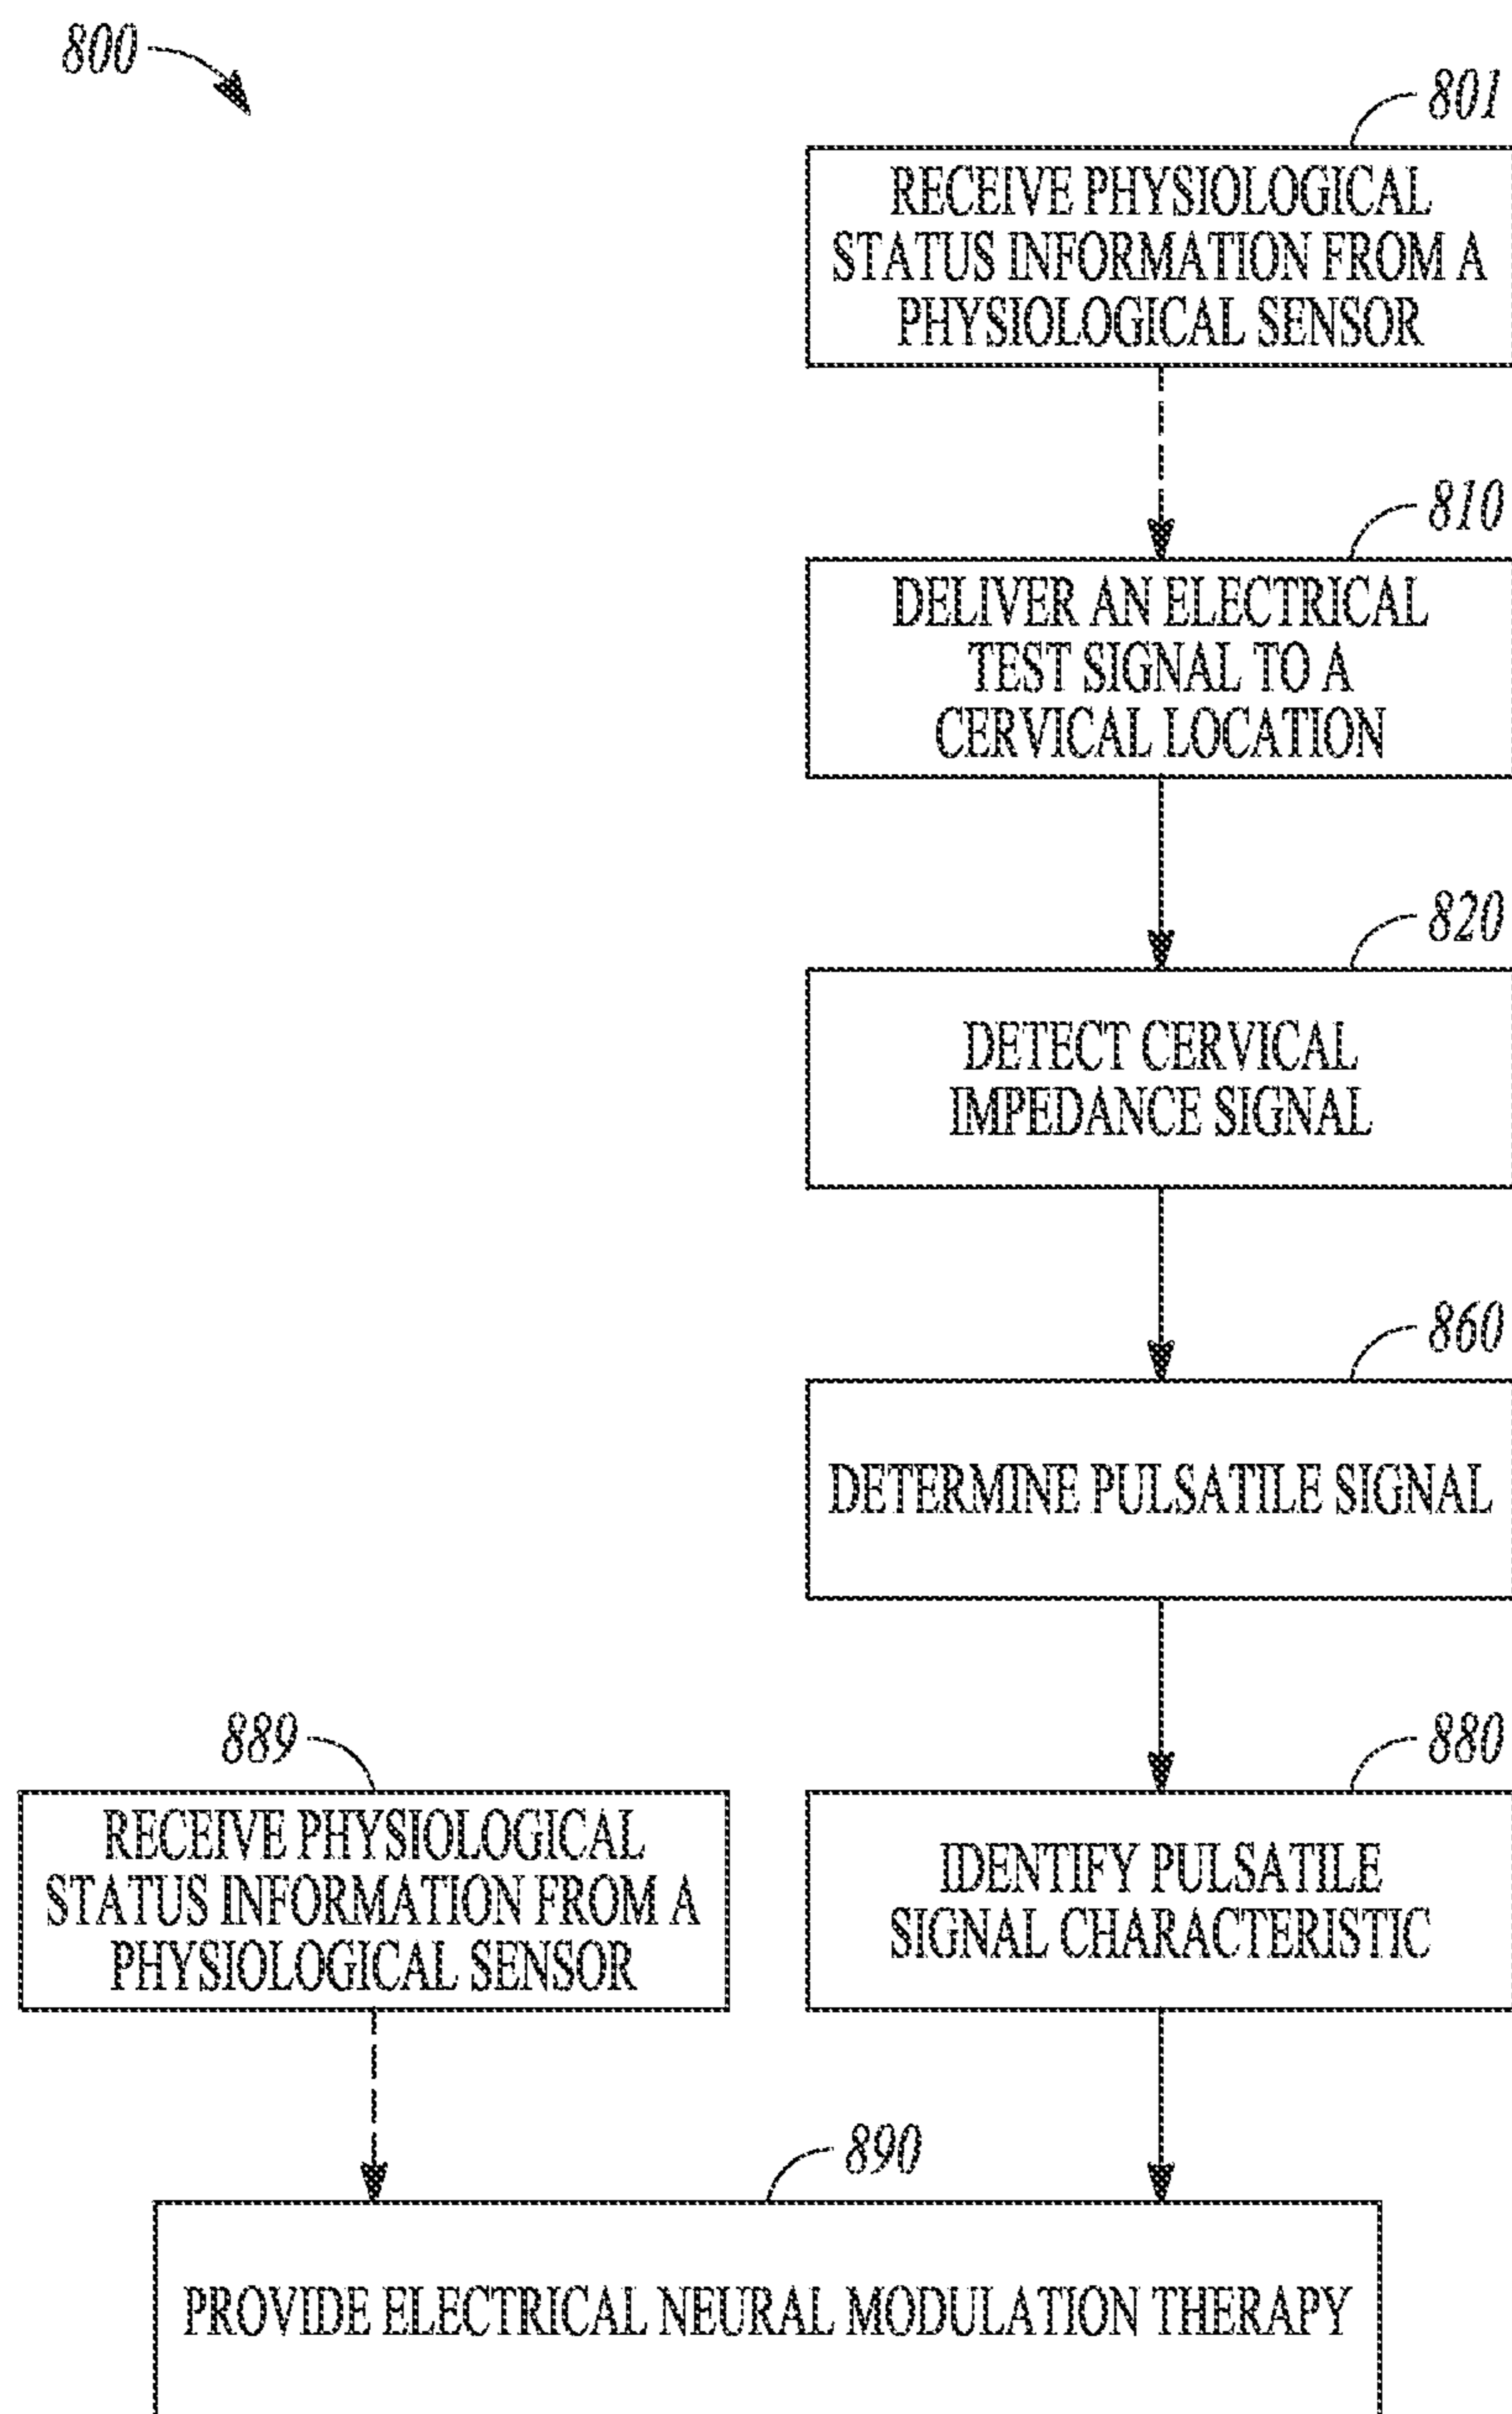 800
801
RECEIVE PHYSIOLOGICAL
STATUS INFORMATION FROM A
PHYSIOLOGICAL SENSOR
810
DELIVER AN ELECTRICAL
TEST SIGNAL TO A
CERVICAL LOCATION
820
DETECT CERVICAL
IMPEDANCE SIGNAL
860
DETERMINE PULSATILE SIGNAL
889
RECEIVE PHYSIOLOGICAL
STATUS INFORMATION FROM A
PHYSIOLOGICAL SENSOR
880
IDENTIFY PULSATILE
SIGNAL CHARACTERISTIC
890
PROVIDE ELECTRICAL NEURAL MODULATION THERAPY